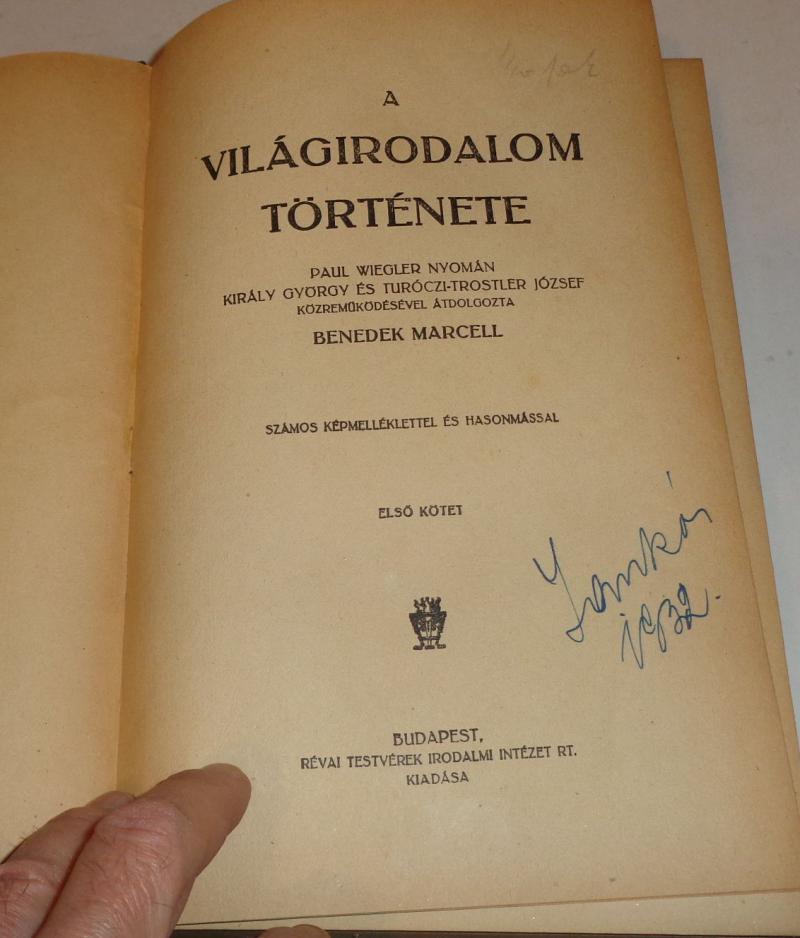 A
VILÁGIRODALOM
TÖRTÉNETE
PAUL WIEGLER NYOMÁN
KIRÁLY GYÖRGY ÉS TURÓCZI-TROSTLER JÓZSEF
KÖZREMŰKÖDÉSÉVEL ÁTDOLGOZTA
BENEDEK MARCELL
SZÁMOS KÉPMELLÉKLETTEL ÉS HASONMÁSSAL
ELSŐ KÖTET
1932.
BUDAPEST,
RÉVAI TESTVÉREK IRODALMI INTÉZET RT.
KIADÁSA